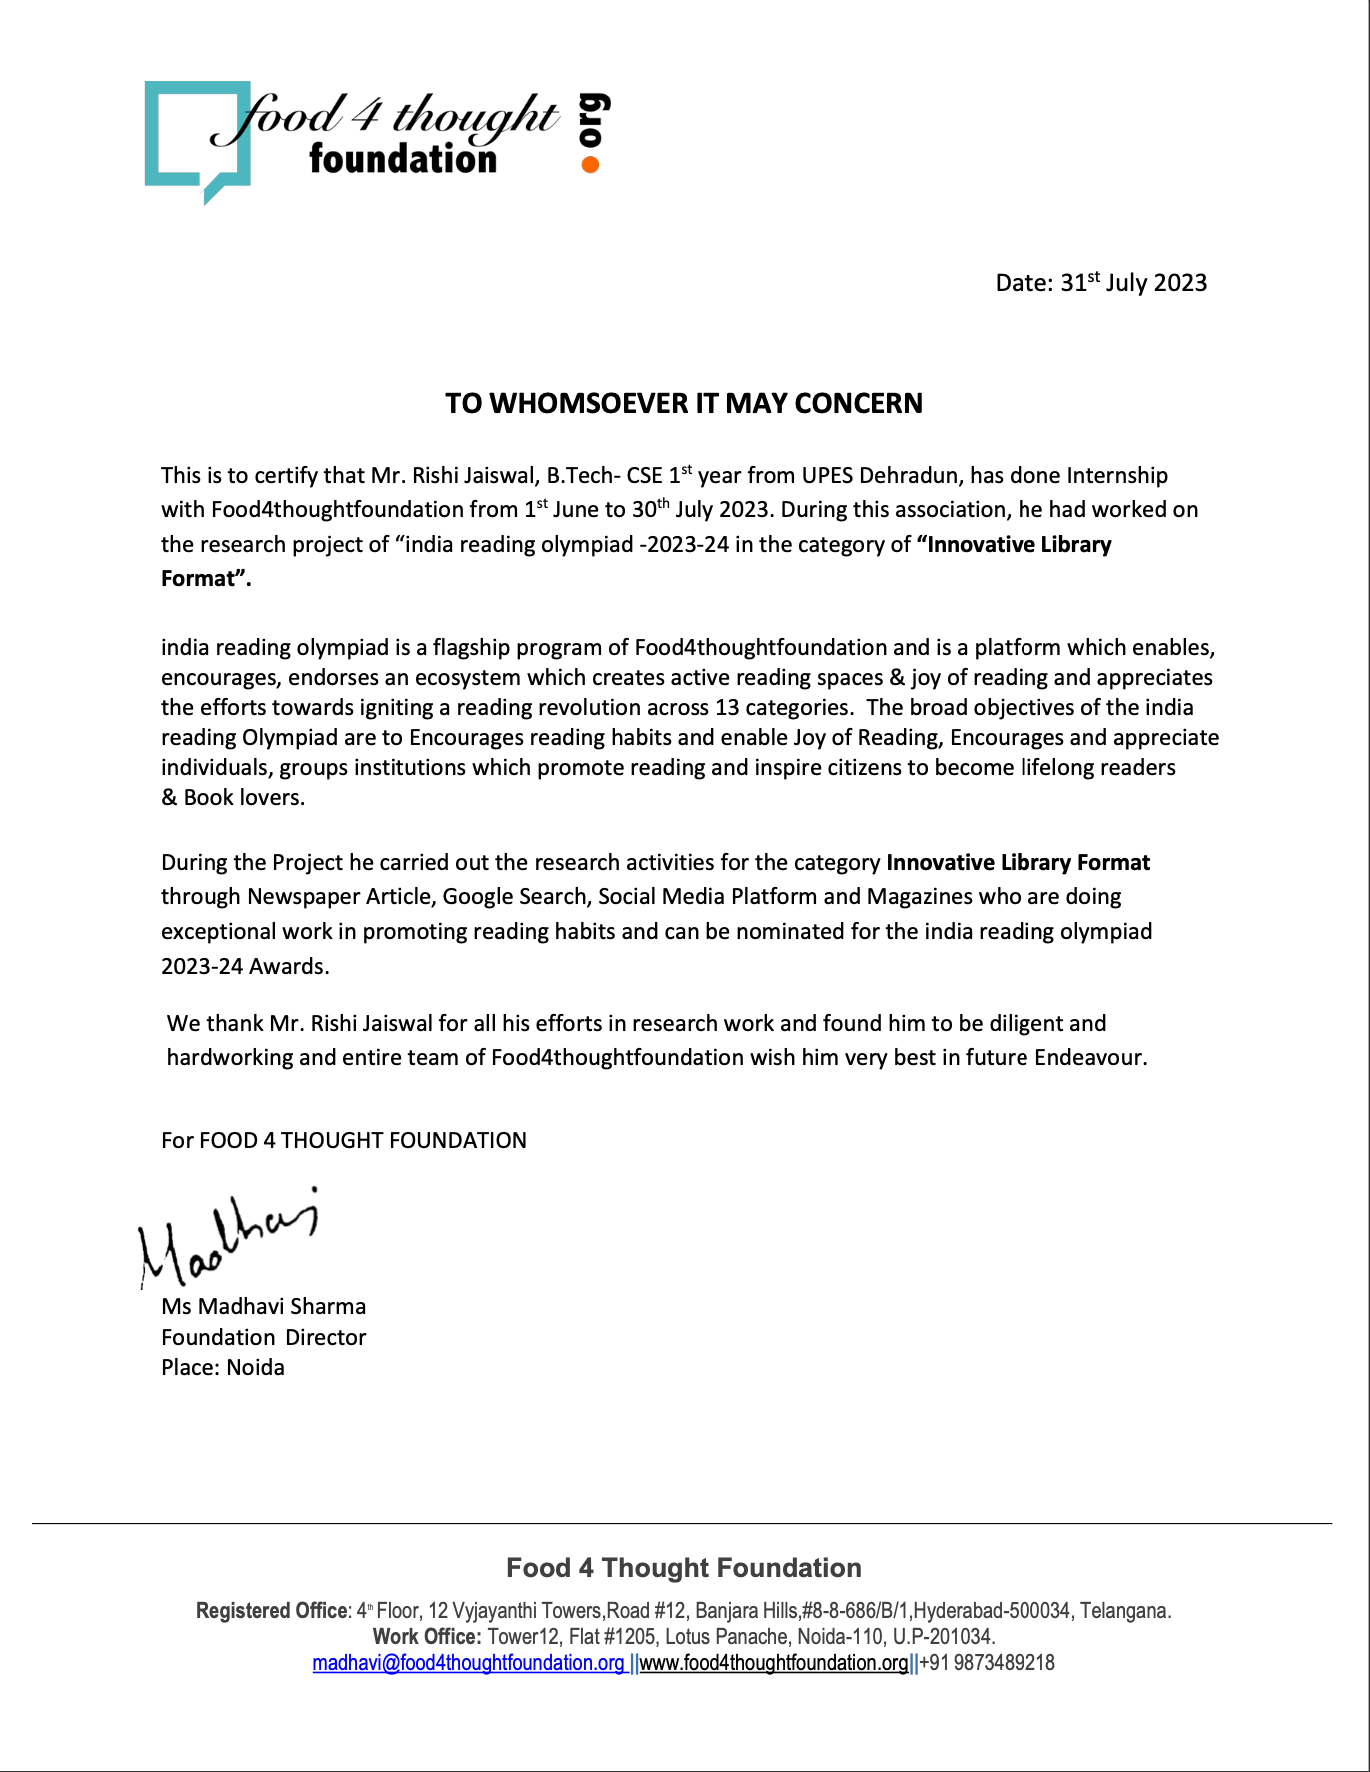 food 4 thought
foundation
.org
Date: 31st July 2023
TO WHOMSOEVER IT MAY CONCERN
This is to certify that Mr. Rishi Jaiswal, B.Tech- CSE 1st year from UPES Dehradun, has done Internship
with Food4thoughtfoundation from 1st June to 30th July 2023. During this association, he had worked on
the research project of “india reading olympiad -2023-24 in the category of “Innovative Library
Format”.
india reading olympiad is a flagship program of Food4thoughtfoundation and is a platform which enables,
encourages, endorses an ecosystem which creates active reading spaces & joy of reading and appreciates
the efforts towards igniting a reading revolution across 13 categories.  The broad objectives of the india
reading Olympiad are to Encourages reading habits and enable Joy of Reading, Encourages and appreciate
individuals, groups institutions which promote reading and inspire citizens to become lifelong readers
& Book lovers.
During the Project he carried out the research activities for the category Innovative Library Format
through Newspaper Article, Google Search, Social Media Platform and Magazines who are doing
exceptional work in promoting reading habits and can be nominated for the india reading olympiad
2023-24 Awards.
We thank Mr. Rishi Jaiswal for all his efforts in research work and found him to be diligent and
hardworking and entire team of Food4thoughtfoundation wish him very best in future Endeavour.
For FOOD 4 THOUGHT FOUNDATION
Madhavi
Ms Madhavi Sharma
Foundation Director
Place: Noida
Food 4 Thought Foundation
Registered Office: 4th Floor, 12 Vyjayanthi Towers,Road #12, Banjara Hills,#8-8-686/B/1,Hyderabad-500034, Telangana.
Work Office: Tower12, Flat #1205, Lotus Panache, Noida-110, U.P-201034.
madhavi@food4thoughtfoundation.org ||www.food4thoughtfoundation.org||+91 9873489218